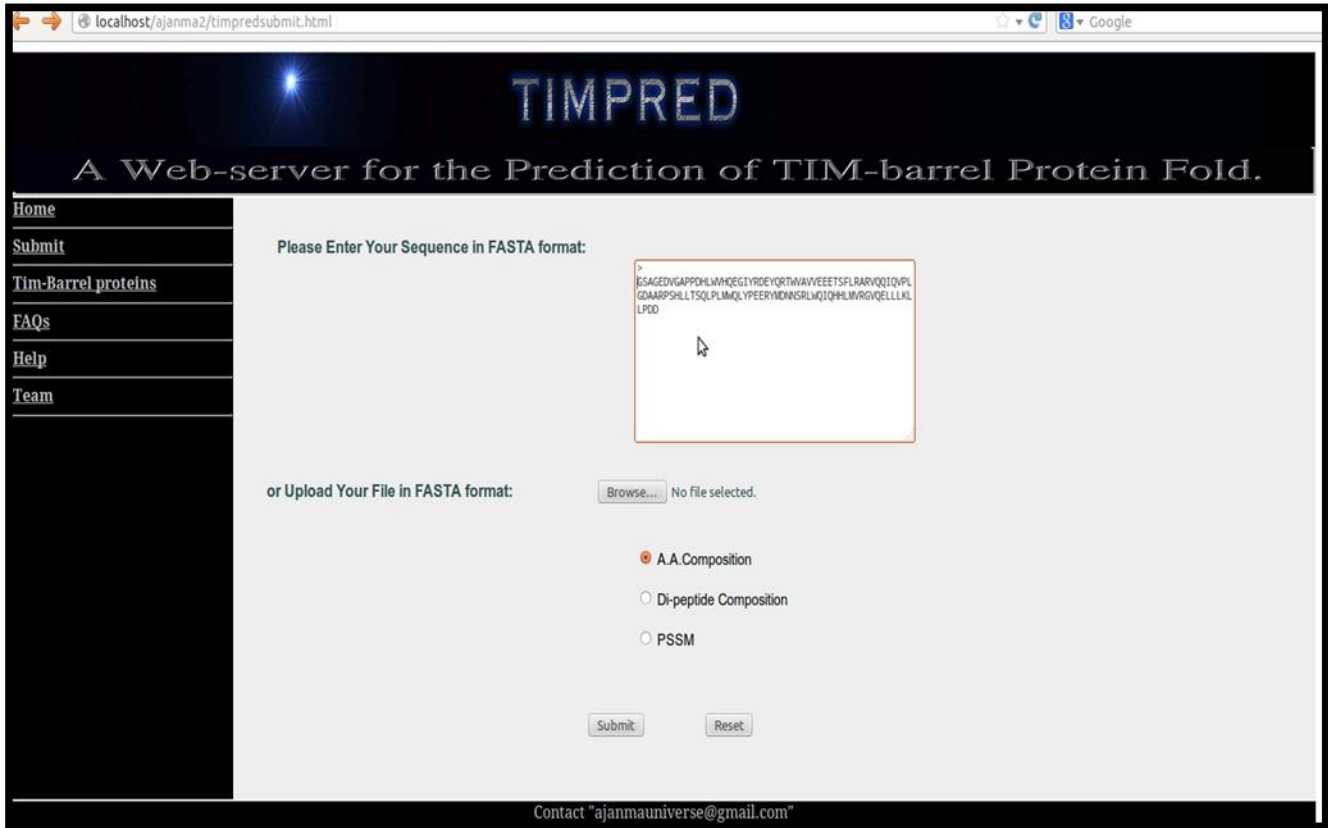 localhost/ajanma2/timpredsubmit.html
Google
TIMPRED
A Web-server for the Prediction of TIM-barrel Protein Fold.
Home
Submit
Tim-Barrel proteins
FAQs
Help
Team
Please Enter Your Sequence in FASTA format:
>
GSAGEDVGAPPDHLWVHQEGIYRDEYQRTWVAVVEEETSFLRARVQQIQVPL
GDAARPSHLLTSQLPLMWQLYPEERYMDNNSRLWQIQHHLMVRGVQELLLKL
LPDD
or Upload Your File in FASTA format:
Browse... No file selected.
A.A.Composition
Di-peptide Composition
PSSM
Submit Reset
Contact "ajanmauniverse@gmail.com"